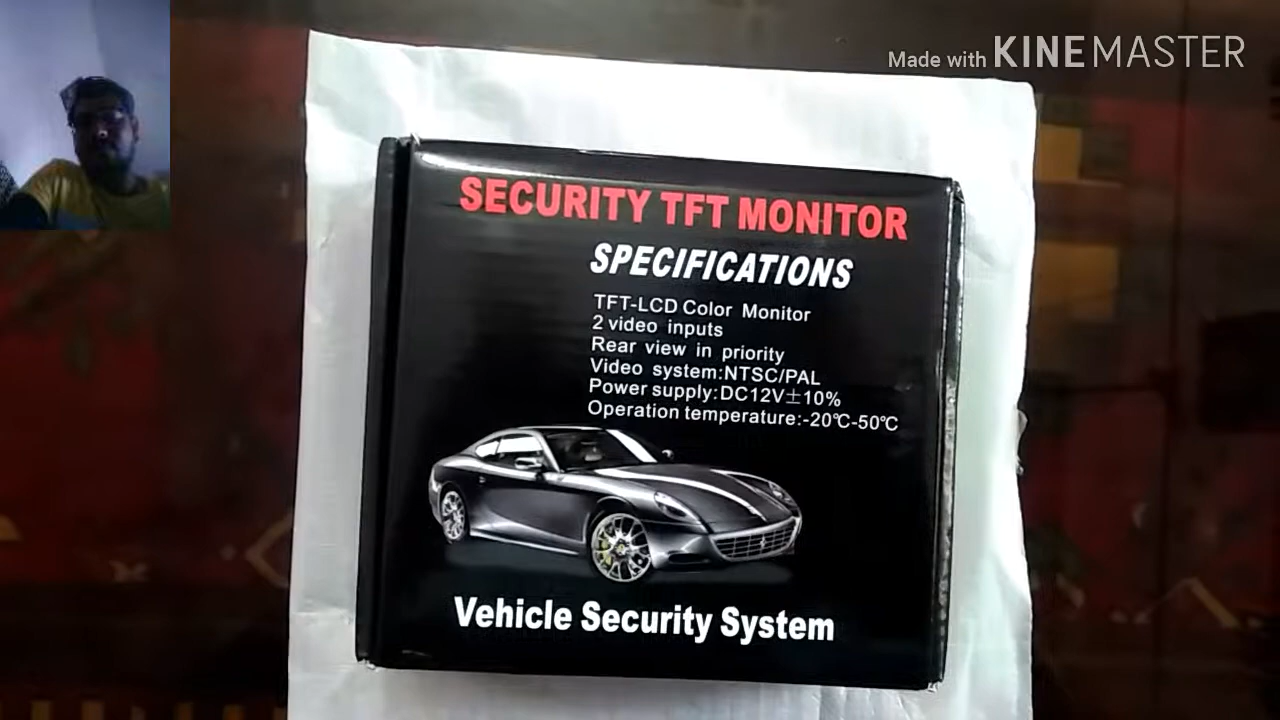 Made with KINEMASTER
SECURITY TFT MONITOR
SPECIFICATIONS
TFT-LCD Color Monitor
2 video inputs
Rear view in priority
Video system:NTSC/PAL
Power supply:DC12V±10%
Operation temperature:-20℃-50℃
Vehicle Security System